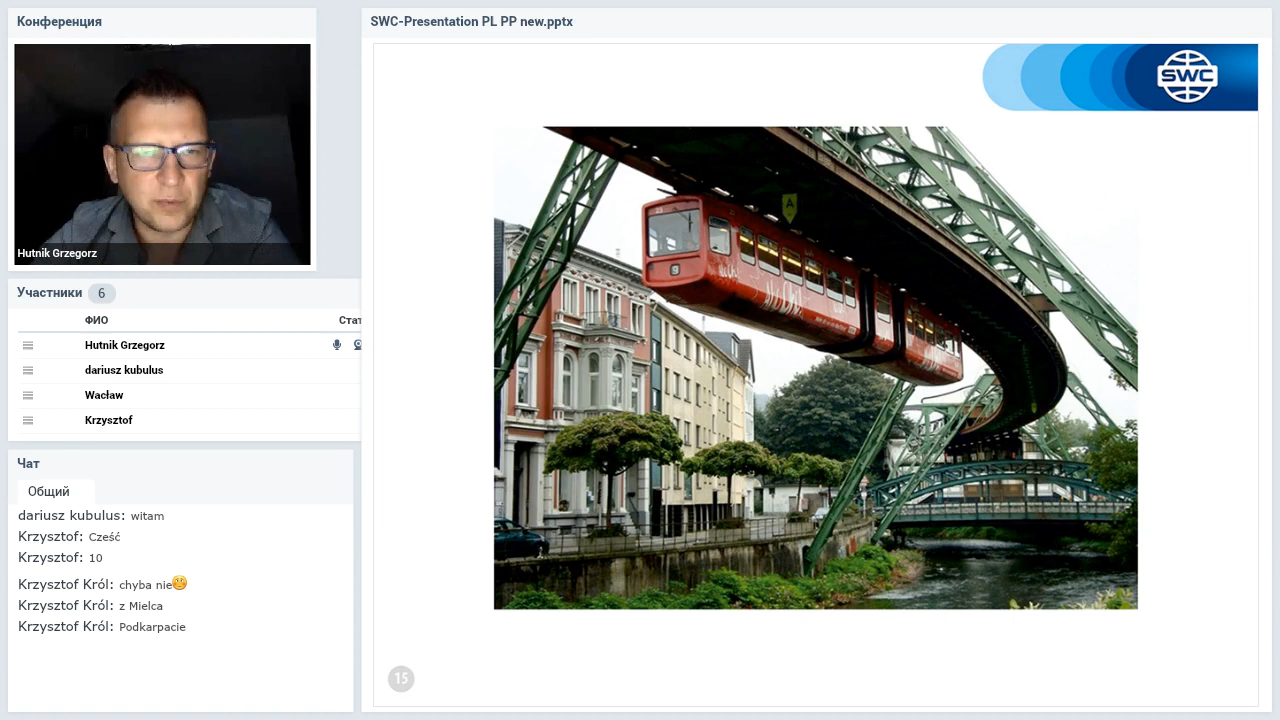 Конференция
Hutnik Grzegorz
Участники 6
ФИО Стат
Hutnik Grzegorz
dariusz kubulus
Wacław
Krzysztof
Чат
Общий
dariusz kubulus: witam
Krzysztof: Cześć
Krzysztof: 10
Krzysztof Król: chyba nie
Krzysztof Król: z Mielca
Krzysztof Król: Podkarpacie
SWC-Presentation PL PP new.pptx
SWC
A
9
15